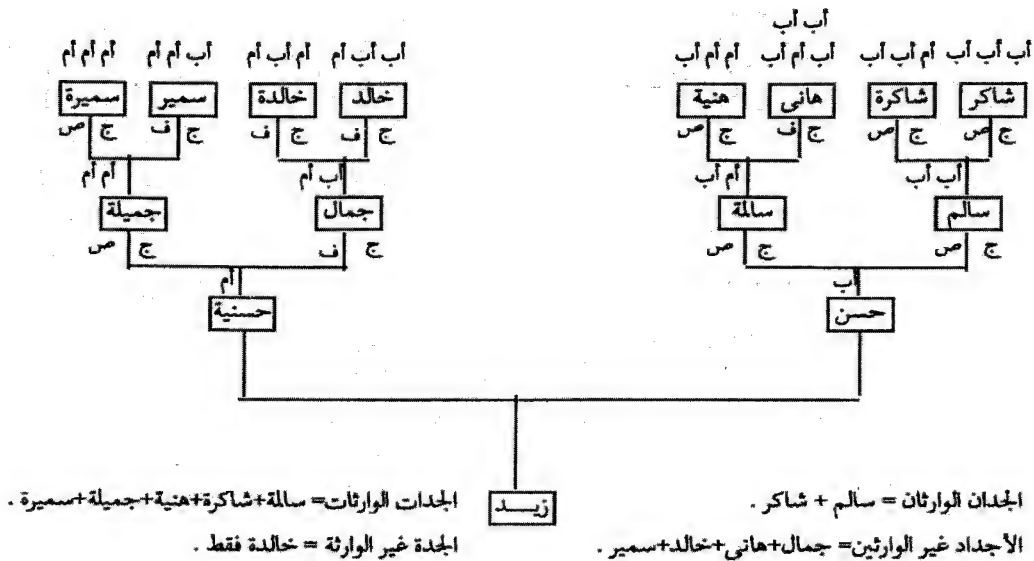 أب أب
أب أب أب أم أب أب أب أم أب أم أم أب أب أب أم أم أب أم أب أم أم أم أم أم
شاكر شاكرة هانى هنية خالد خالدة سمير سميرة
ج ص ج ص ج ف ج ص ج ف ج ف ج ف ج ص
أب أب أم أب أب أم أم أم
سالم سالمة جمال جميلة
ج ص ج ص ج ف ج ص
أب أم
حسن حسنية
زيــد
الجدان الوارثان= سالم + شاكر .
الأجداد غير الوارثين= جمال+هانى+خالد+سمير .
الجدات الوارثات= سالمة+شاكرة+هنية+جميلة+سميرة .
الجدة غير الوارثة = خالدة فقط .